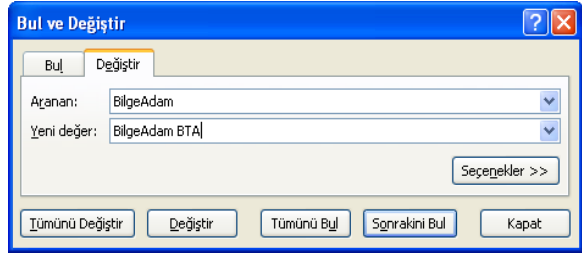 Bul ve Değiştir
Bul Değiştir
Aranan: BilgeAdam
Yeni değer: BilgeAdam BTA
Seçenekler >>
Tümünü Değiştir Değiştir Tümünü Bul Sonrakini Bul Kapat